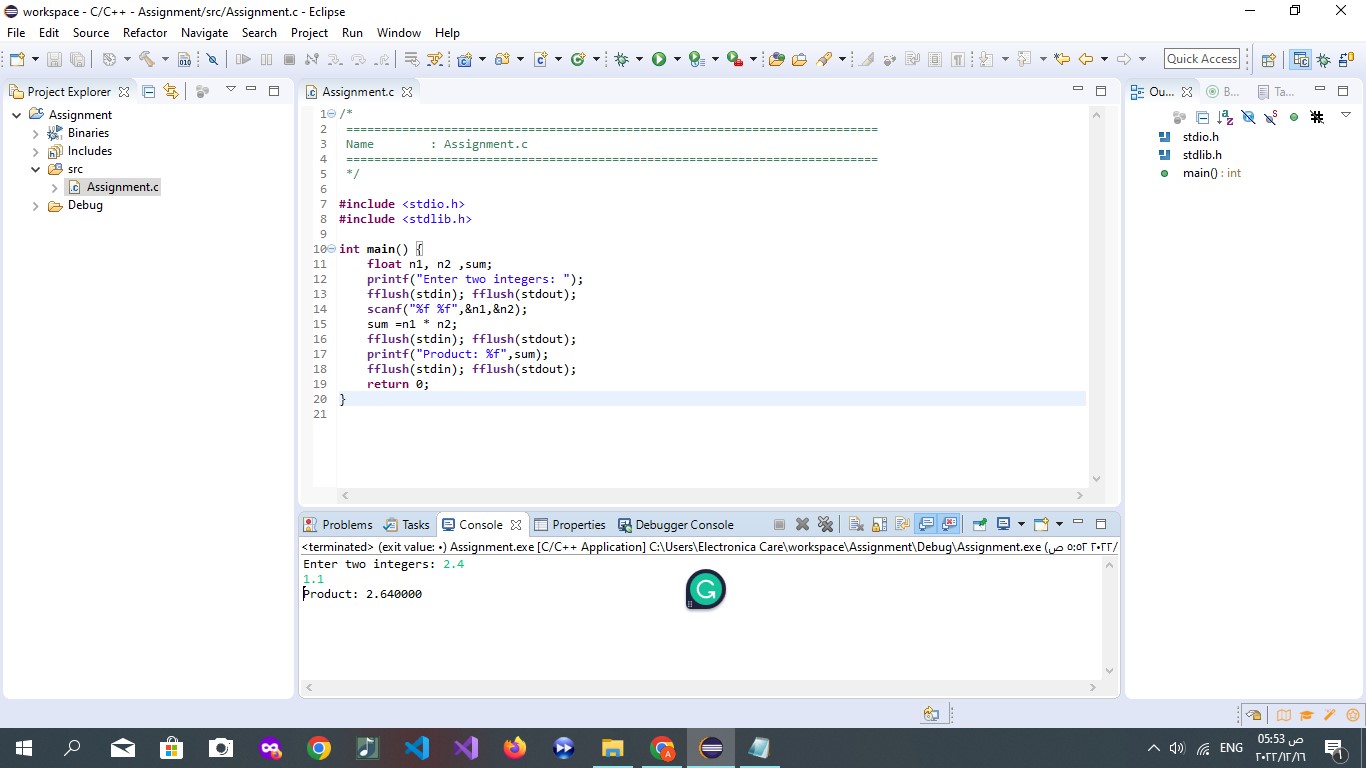 workspace - C/C++ - Assignment/src/Assignment.c - Eclipse
File Edit Source Refactor Navigate Search Project Run Window Help
Quick Access
Project Explorer
Assignment
Binaries
Includes
src
Assignment.c
Debug
Assignment.c
1 /*
2 ============================================================================
3 Name        : Assignment.c
4 ============================================================================
5 */
6
7 #include <stdio.h>
8 #include <stdlib.h>
9
10 int main() {
11     float n1, n2 ,sum;
12     printf("Enter two integers: ");
13     fflush(stdin); fflush(stdout);
14     scanf("%f %f",&n1,&n2);
15     sum =n1 * n2;
16     fflush(stdin); fflush(stdout);
17     printf("Product: %f",sum);
18     fflush(stdin); fflush(stdout);
19     return 0;
20 }
21
Ou... B... Ta...
stdio.h
stdlib.h
main() : int
Problems Tasks Console Properties Debugger Console
<terminated> (exit value: ٠) Assignment.exe [C/C++ Application] C:\Users\Electronica Care\workspace\Assignment\Debug\Assignment.exe (ص ٥:٥٢ ٢٠٢٢/
Enter two integers: 2.4
1.1
Product: 2.640000
ENG
05:53 ص
٢٠٢٢/١٢/١٦
1